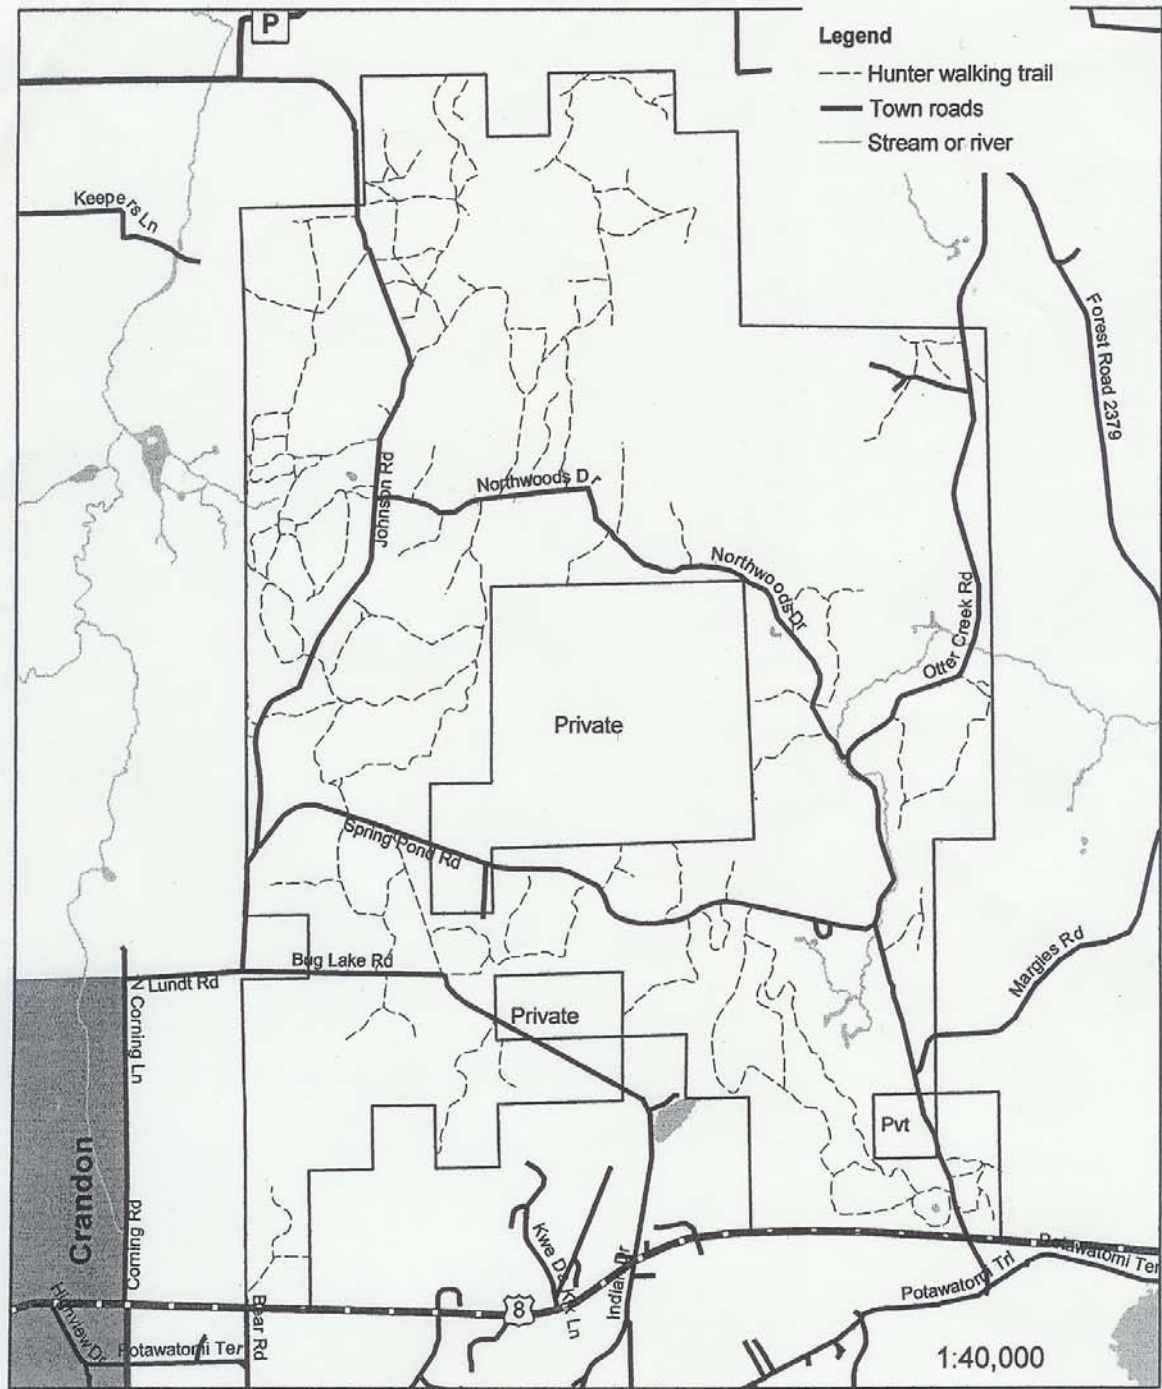 P
Legend
Hunter walking trail
Town roads
Stream or river
Keepers Ln
Forest Road 2379
Johnson Rd
Northwoods Dr
Northwoods Dr
Otter Creek Rd
Private
Spring Pond Rd
Margies Rd
Bug Lake Rd
Lundt Rd
N Corning Ln
Private
Pvt
Crandon
Corning Rd
Kwe Da Kik Ln
Indian Dr
Potawatomi Trl
Potawatomi Ter
8
Highview Dr
Potawatomi Ter
Bear Rd
1:40,000